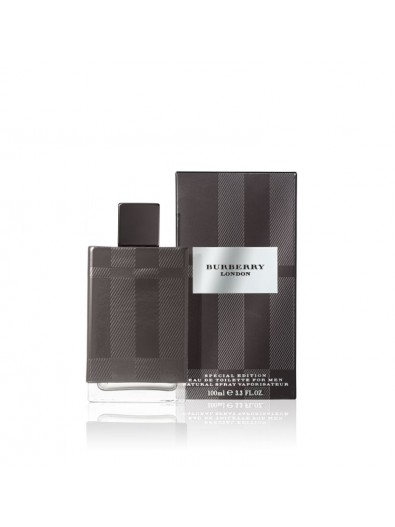 BURBERRY
LONDON
SPECIAL EDITION
EAU DE TOILETTE FOR MEN
NATURAL SPRAY VAPORISATEUR
100ml ℮ 3.3 FL.OZ.